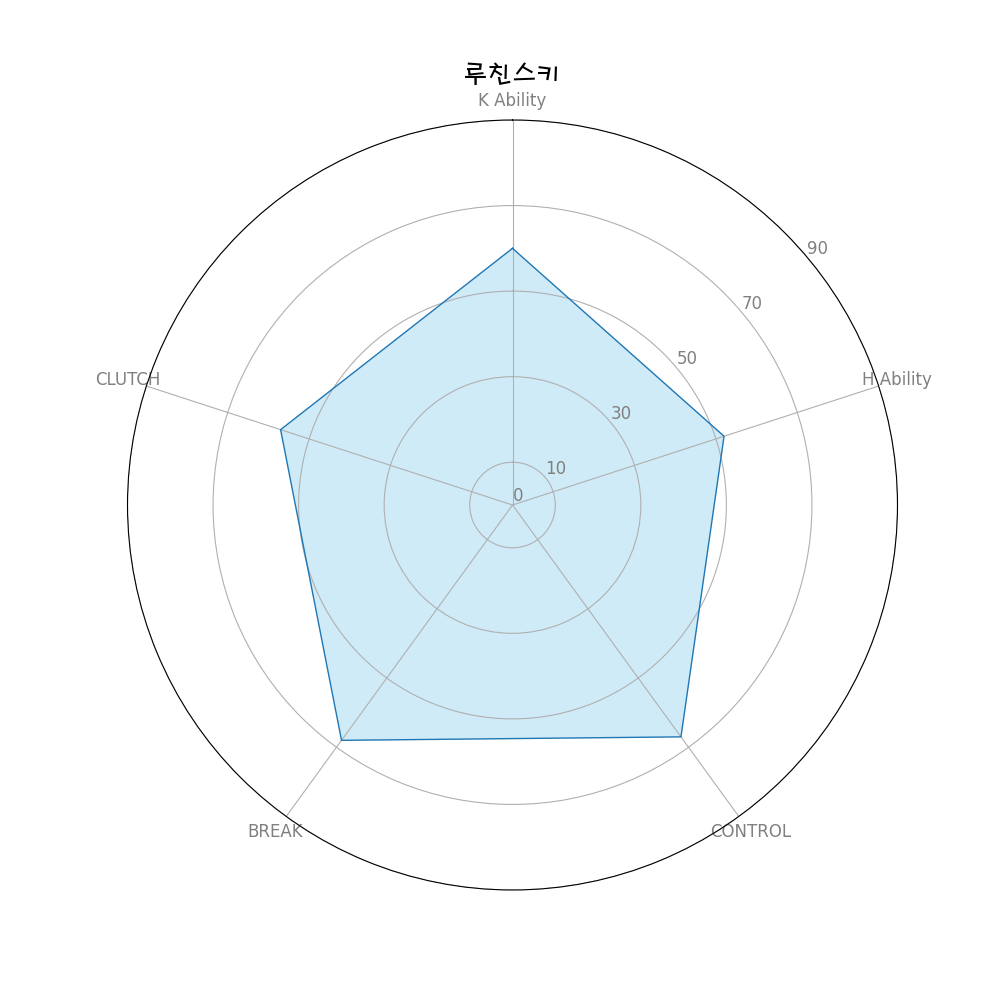 루친스키
K Ability
90
70
50
30
10
0
CLUTCH
H Ability
BREAK
CONTROL